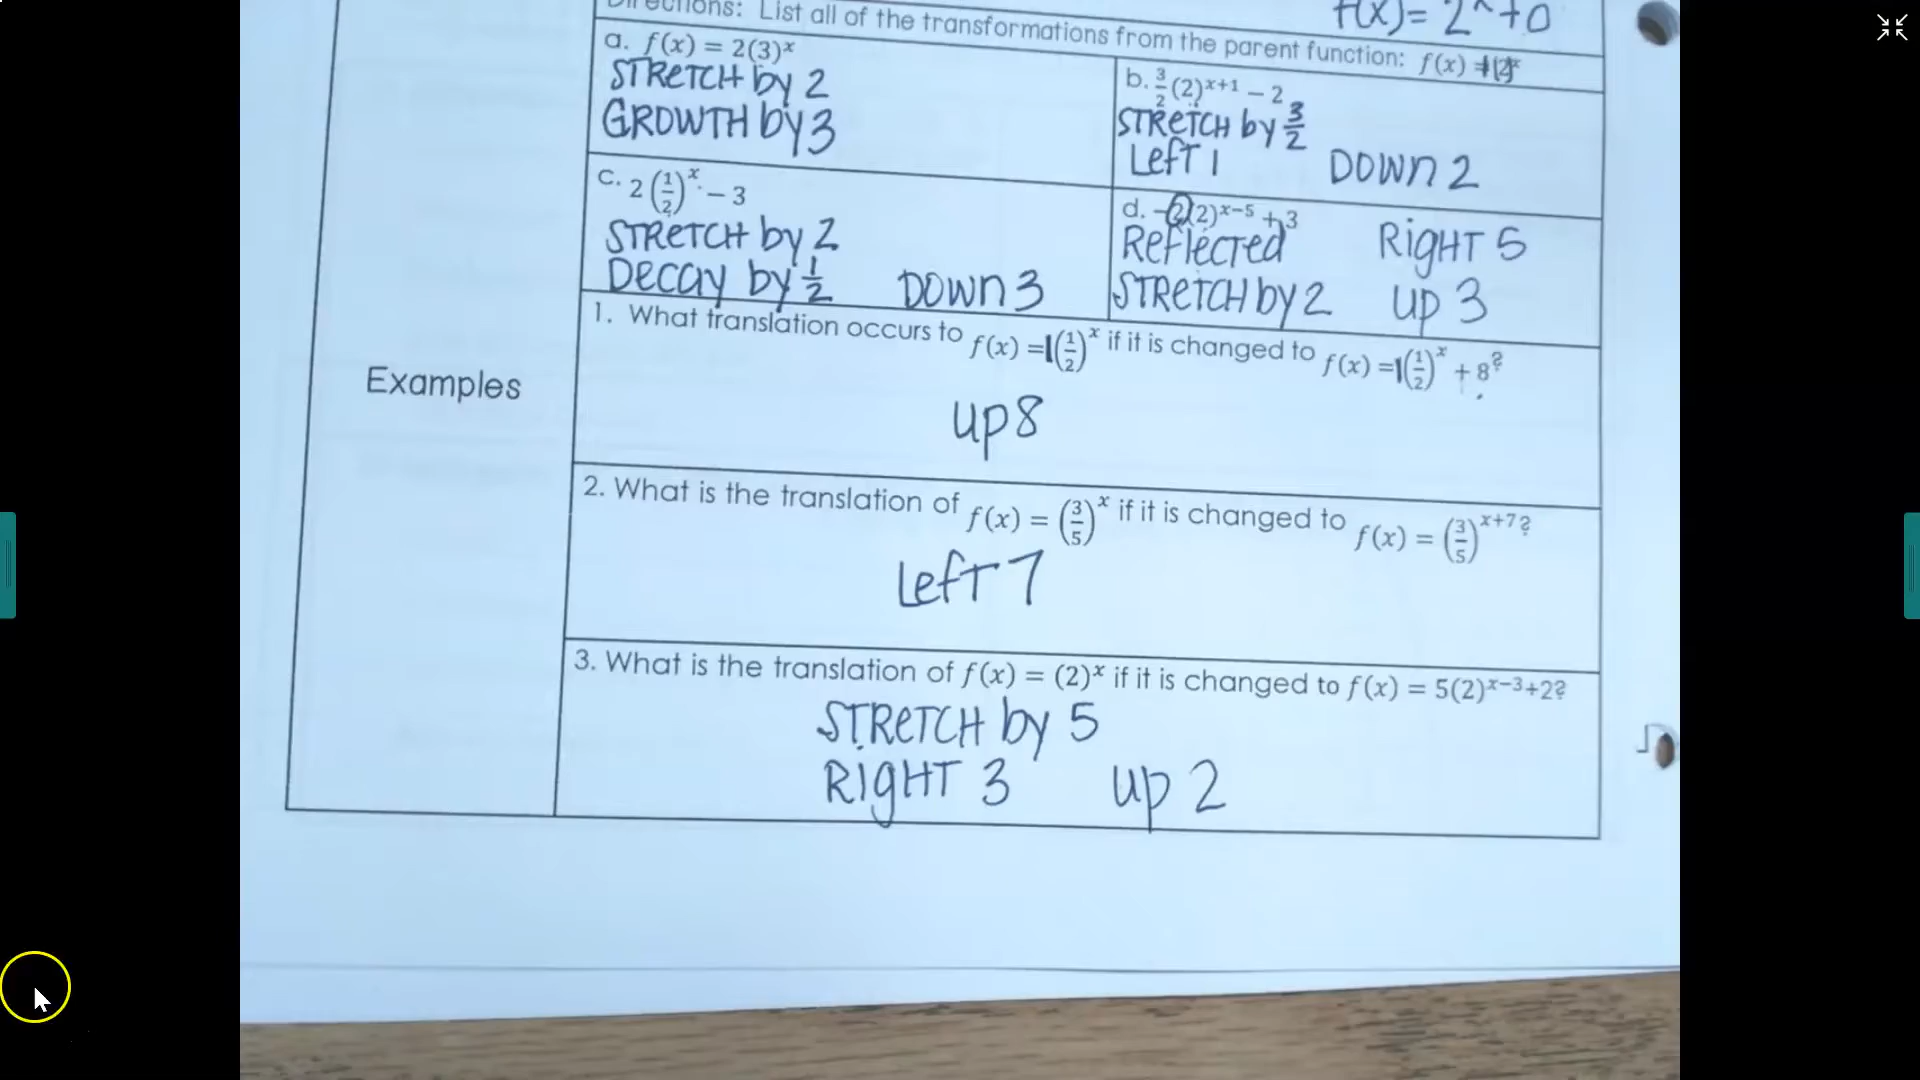 f(x)= 2ˣ+0
Directions: List all of the transformations from the parent function: f(x) =
a. f(x) = 2(3)ˣ
STRETCH by 2
GROWTH by 3
b. 3/2 (2)ˣ⁺¹ − 2
STRETCH by 3/2
Left 1 DOWN 2
c. 2(1/2)ˣ − 3
STRETCH by 2
Decay by 1/2 DOWN 3
d. −2(2)ˣ⁻⁵ + 3
Reflected RIGHT 5
STRETCH by 2 UP 3
Examples
1. What translation occurs to f(x) =1(1/2)ˣ if it is changed to f(x) =1(1/2)ˣ + 8?
UP 8
2. What is the translation of f(x) = (3/5)ˣ if it is changed to f(x) = (3/5)ˣ⁺⁷?
Left 7
3. What is the translation of f(x) = (2)ˣ if it is changed to f(x) = 5(2)ˣ⁻³+2?
STRETCH by 5
RIGHT 3 UP 2